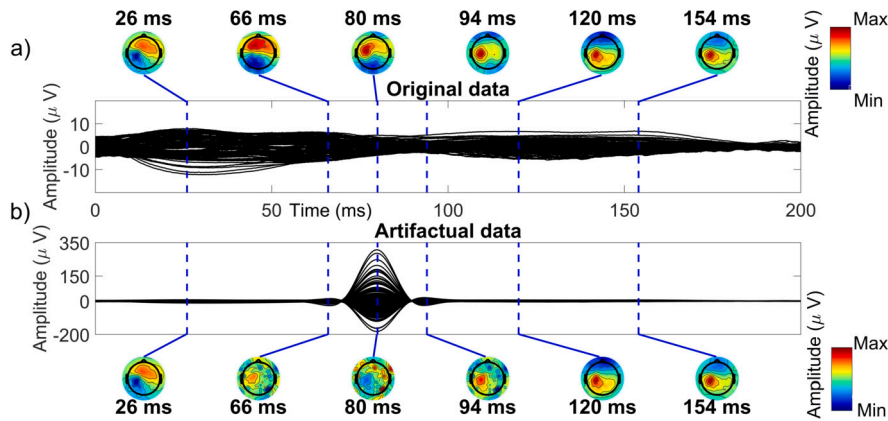 26 ms 66 ms 80 ms 94 ms 120 ms 154 ms
a)
Amplitude (μ V)
Max
Min
Original data
Amplitude (μ V)
10
0
-10
0 50 Time (ms) 100 150 200
b)
Artifactual data
Amplitude (μ V)
350
150
0
-200
26 ms 66 ms 80 ms 94 ms 120 ms 154 ms
Amplitude (μ V)
Max
Min